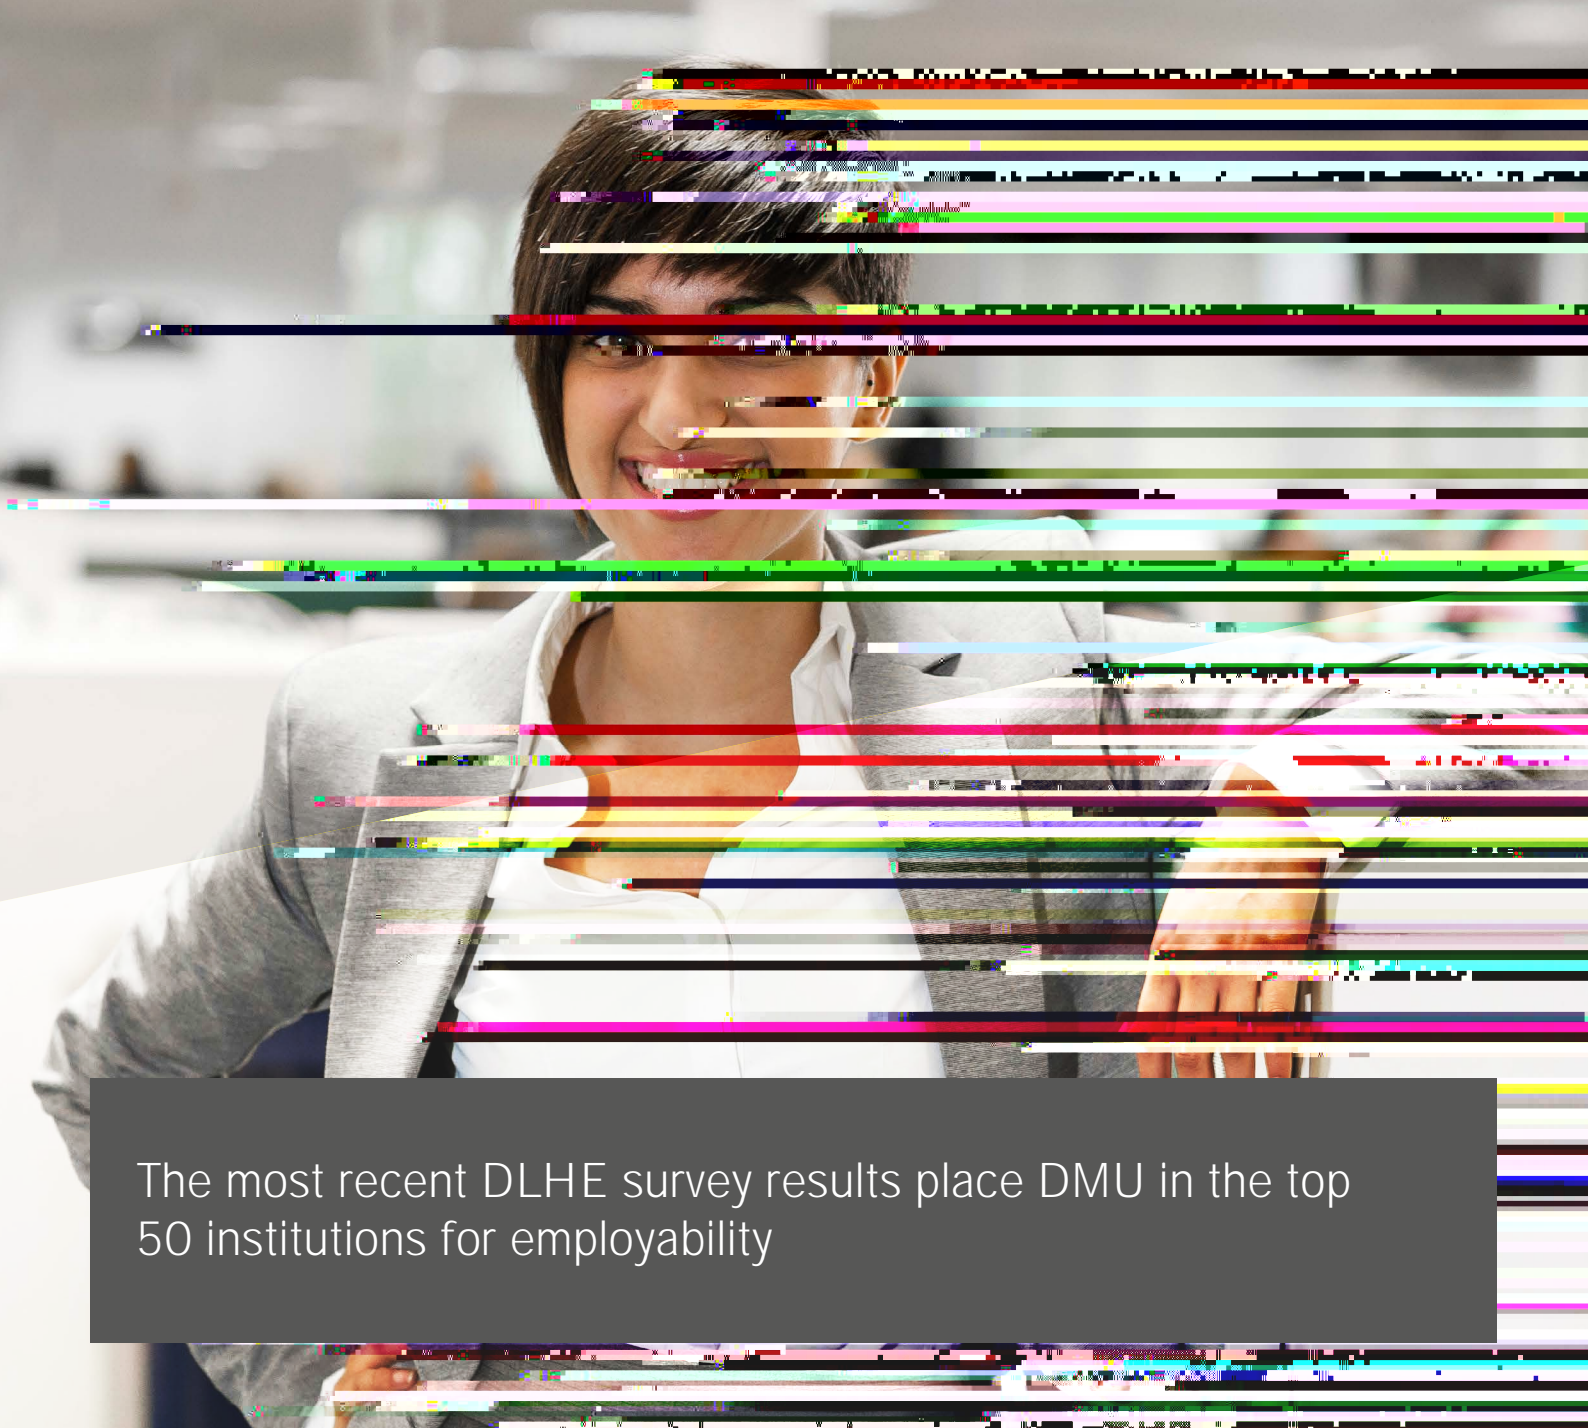 The most recent DLHE survey results place DMU in the top
50 institutions for employability